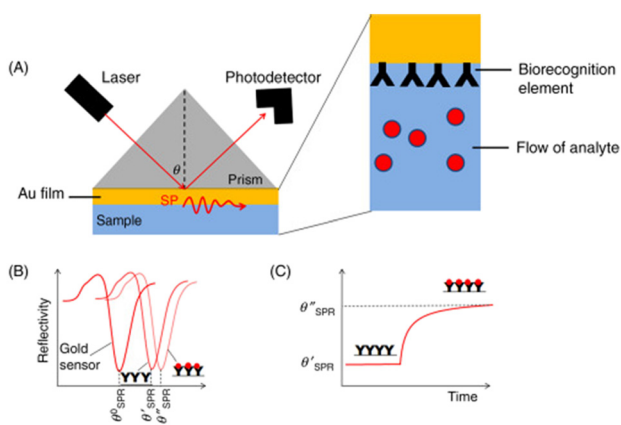 (A)
Laser
Photodetector
θ
Prism
Au film
SP
Sample
Biorecognition
element
Flow of analyte
(B)
Reflectivity
Gold
sensor
θ⁰SPR
θ′SPR
θ″SPR
(C)
θ″SPR
θ′SPR
Time